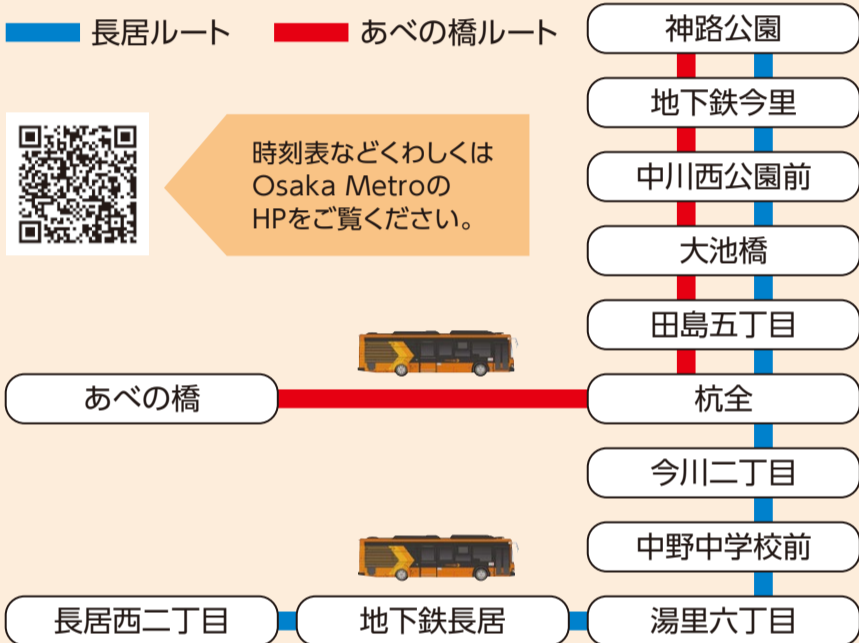 長居ルート
あべの橋ルート
時刻表などくわしくは
Osaka Metroの
HPをご覧ください。
神路公園
地下鉄今里
中川西公園前
大池橋
田島五丁目
あべの橋
杭全
今川二丁目
中野中学校前
長居西二丁目
地下鉄長居
湯里六丁目